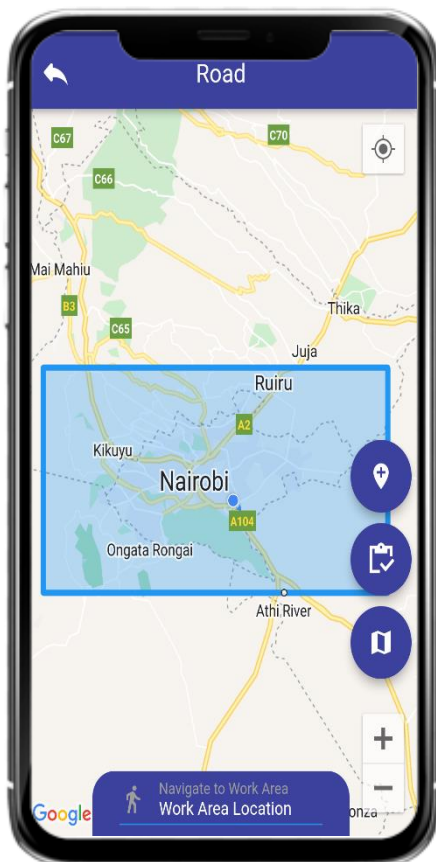 Road
C67
C70
C66
Mai Mahiu
B3
Thika
C65
Juja
Ruiru
A2
Kikuyu
Nairobi
A104
Ongata Rongai
Athi River
Navigate to Work Area
Work Area Location
Google
onza